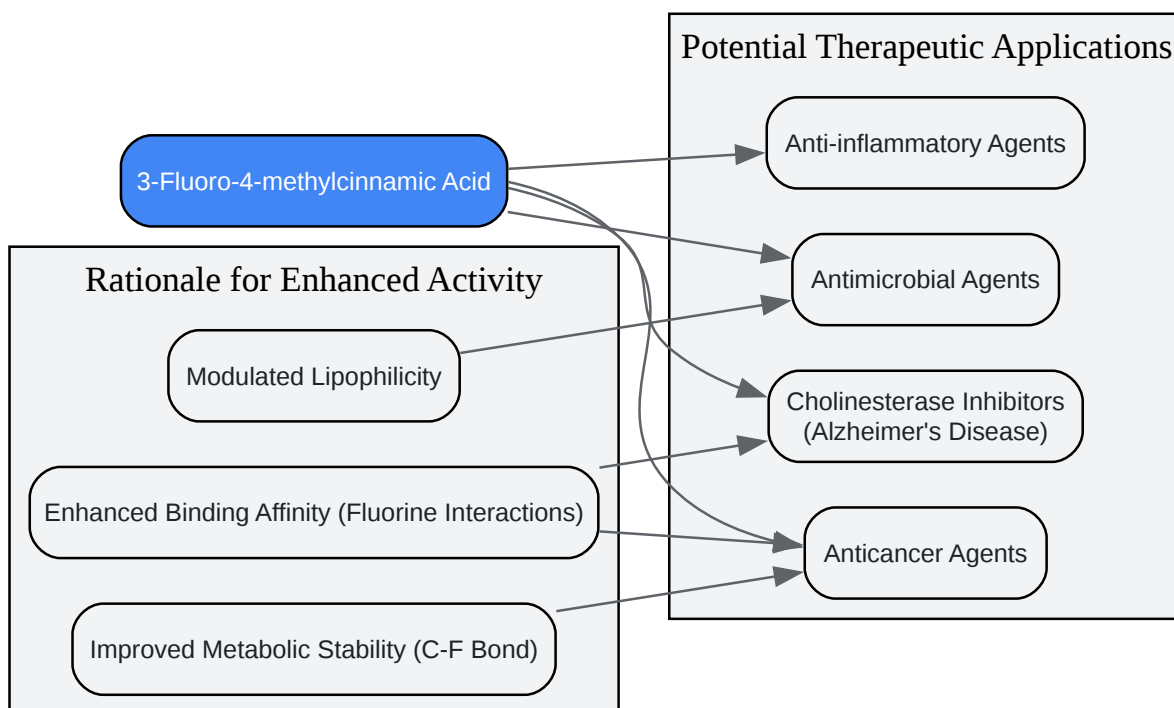 Potential Therapeutic Applications
Anti-inflammatory Agents
3-Fluoro-4-methylcinnamic Acid
Antimicrobial Agents
Rationale for Enhanced Activity
Modulated Lipophilicity
Cholinesterase Inhibitors
(Alzheimer's Disease)
Enhanced Binding Affinity (Fluorine Interactions)
Anticancer Agents
Improved Metabolic Stability (C-F Bond)